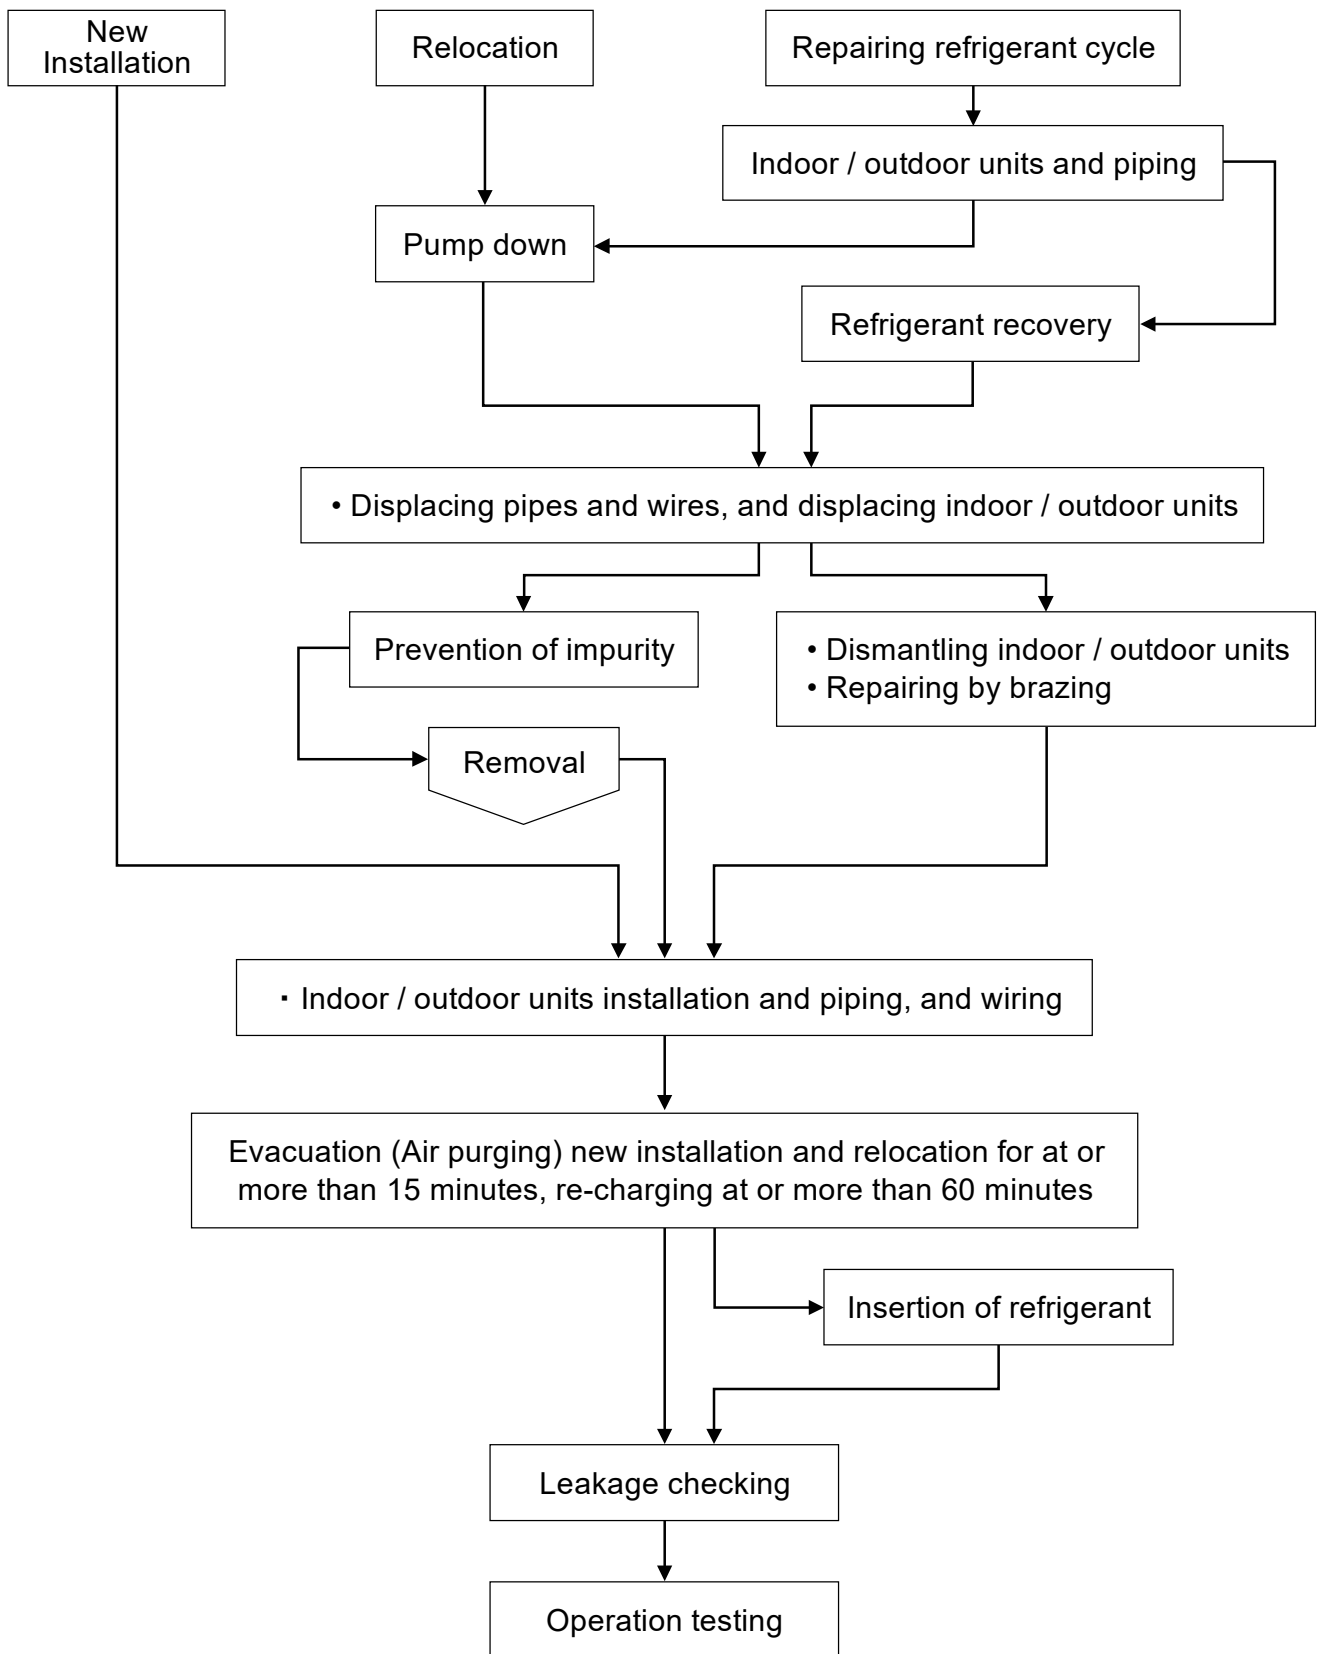 New
Installation
Relocation
Repairing refrigerant cycle
Indoor / outdoor units and piping
Pump down
Refrigerant recovery
• Displacing pipes and wires, and displacing indoor / outdoor units
Prevention of impurity
• Dismantling indoor / outdoor units
• Repairing by brazing
Removal
・Indoor / outdoor units installation and piping, and wiring
Evacuation (Air purging) new installation and relocation for at or
more than 15 minutes, re-charging at or more than 60 minutes
Insertion of refrigerant
Leakage checking
Operation testing